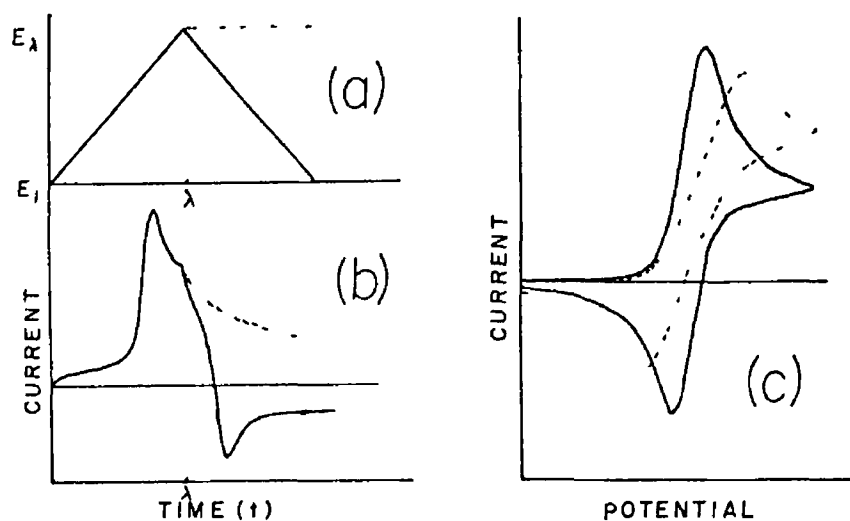 Eλ
(a)
Ei
λ
CURRENT
(b)
λ
TIME (t)
CURRENT
(c)
POTENTIAL